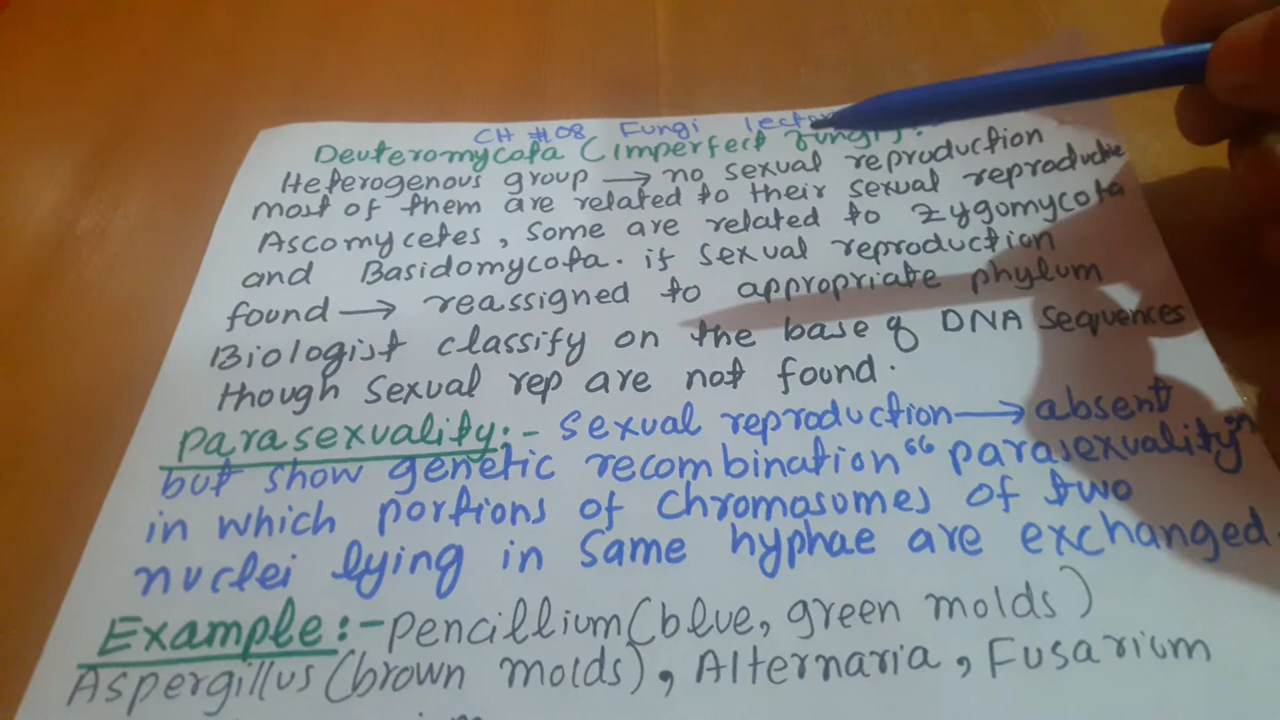 CH #08 Fungi
Deuteromycota (imperfect fungi).
Heterogenous group → no sexual reproduction
most of them are related to their sexual reproductive
Ascomycetes, some are related to Zygomycota
and Basidomycota. if sexual reproduction
found → reassigned to appropriate phylum
Biologist classify on the base of DNA sequences
though sexual rep are not found.
Parasexuality:- sexual reproduction → absent
but show genetic recombination "parasexuality"
in which portions of chromosomes of two
nuclei lying in same hyphae are exchanged.
Example:- pencillium (blue, green molds)
Aspergillus (brown molds), Alternaria, Fusarium